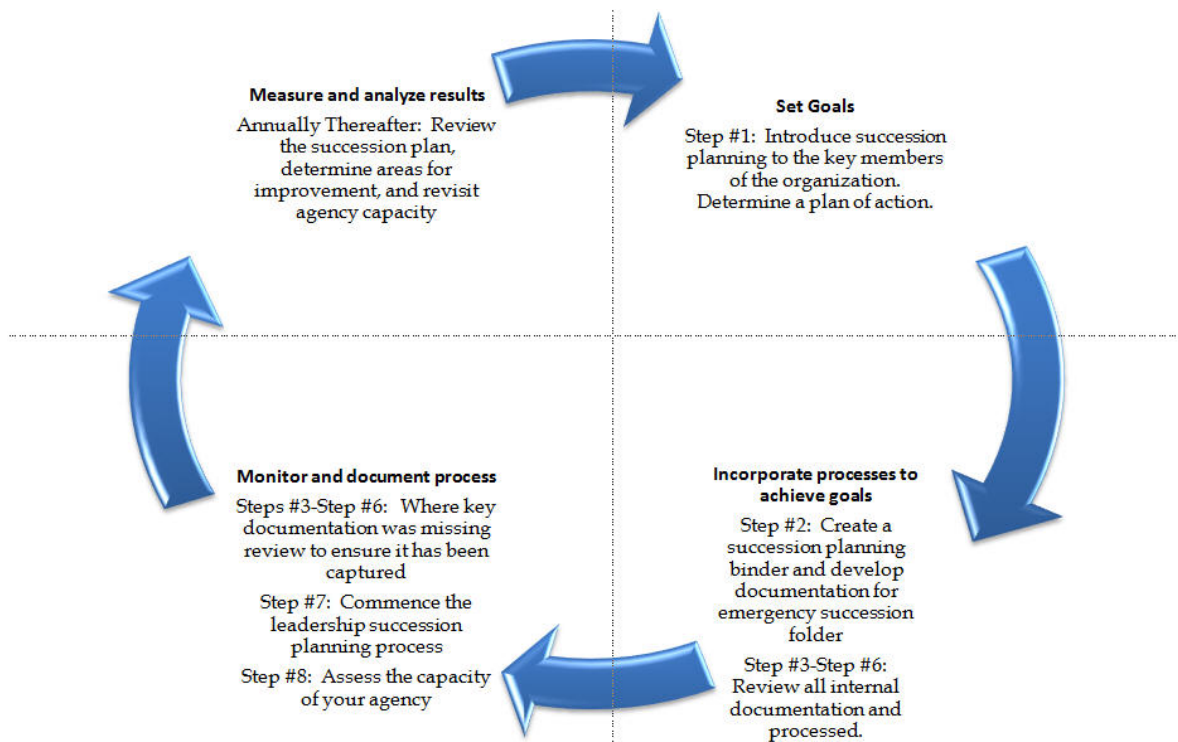 Measure and analyze results
Annually Thereafter: Review
the succession plan,
determine areas for
improvement, and revisit
agency capacity
Set Goals
Step #1: Introduce succession
planning to the key members
of the organization.
Determine a plan of action.
Incorporate processes to
achieve goals
Step #2: Create a
succession planning
binder and develop
documentation for
emergency succession
folder
Step #3-Step #6:
Review all internal
documentation and
processed.
Monitor and document process
Steps #3-Step #6: Where key
documentation was missing
review to ensure it has been
captured
Step #7: Commence the
leadership succession
planning process
Step #8: Assess the capacity
of your agency